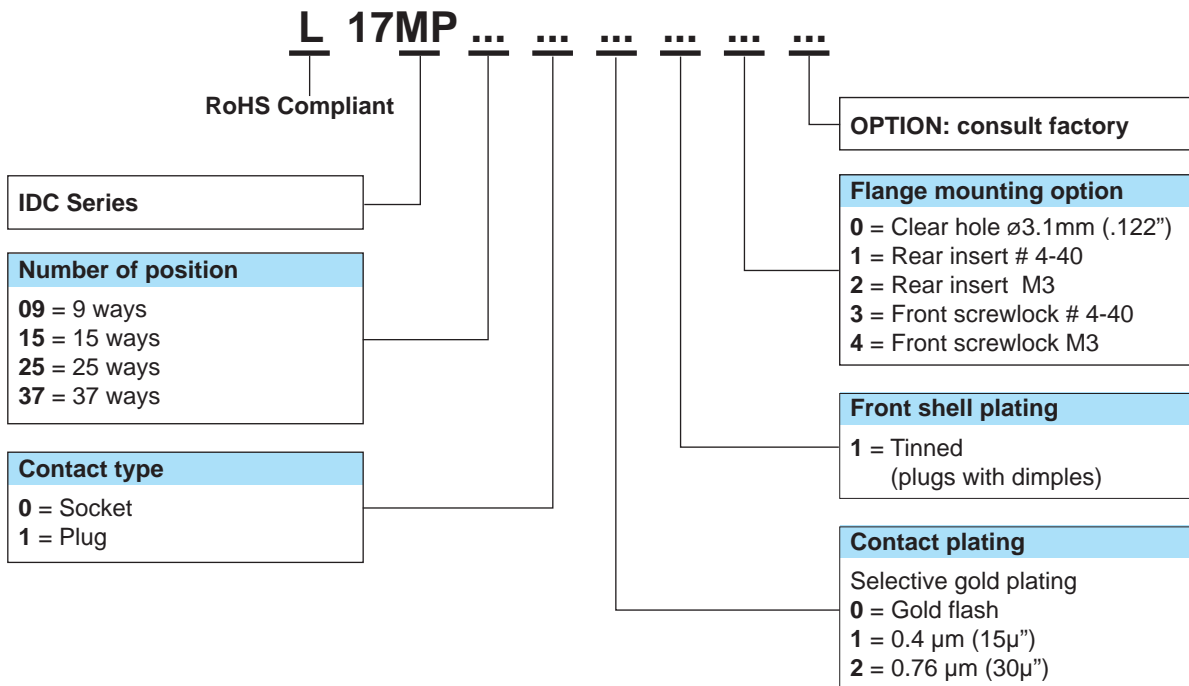 L 17MP ... ... ... ... ... ...
RoHS Compliant
IDC Series
Number of position
09 = 9 ways
15 = 15 ways
25 = 25 ways
37 = 37 ways
Contact type
0 = Socket
1 = Plug
OPTION: consult factory
Flange mounting option
0 = Clear hole ø3.1mm (.122”)
1 = Rear insert # 4-40
2 = Rear insert M3
3 = Front screwlock # 4-40
4 = Front screwlock M3
Front shell plating
1 = Tinned
(plugs with dimples)
Contact plating
Selective gold plating
0 = Gold flash
1 = 0.4 µm (15µ”)
2 = 0.76 µm (30µ”)